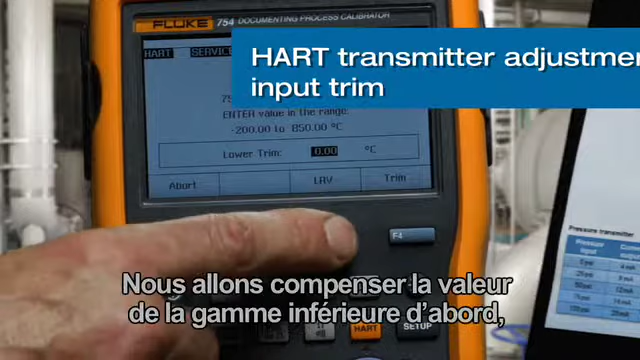 FLUKE 754 DOCUMENTING PROCESS CALIBRATOR
HART SERVICE
HART transmitter adjustme
input trim
ENTER value in the range:
-200.00 to 850.00 °C
Lower Trim: 0.00 °C
Abort LRV Trim
F4
Pressure transmitter
Nous allons compenser la valeur
de la gamme inférieure d'abord,
HART SETUP